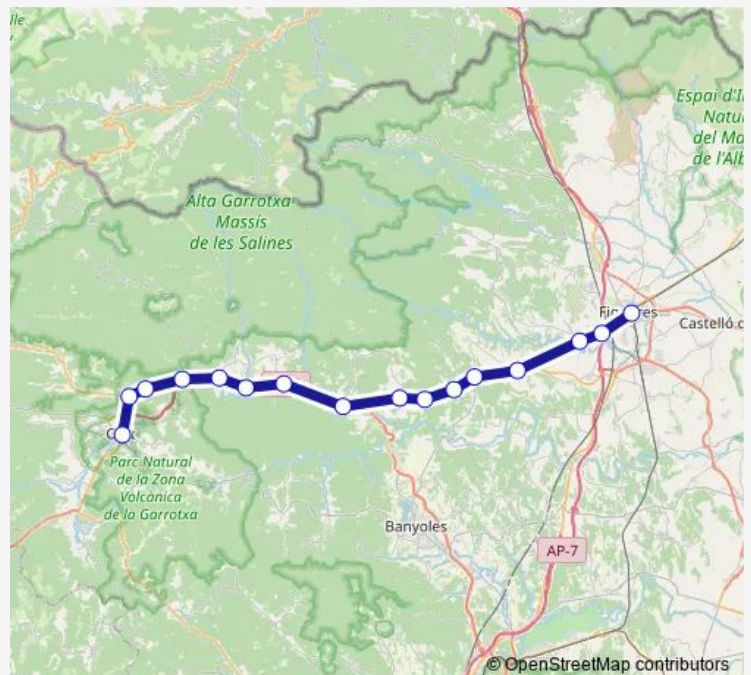 Alta Garrotxa-
Massís
de les Salines
Espai d'I
Natu
del Ma
de l'Alb
Castelló
Parc Natural
de la Zona
Volcànica
de la Garrotxa
Banyoles
AP-7
© OpenStreetMap contributors